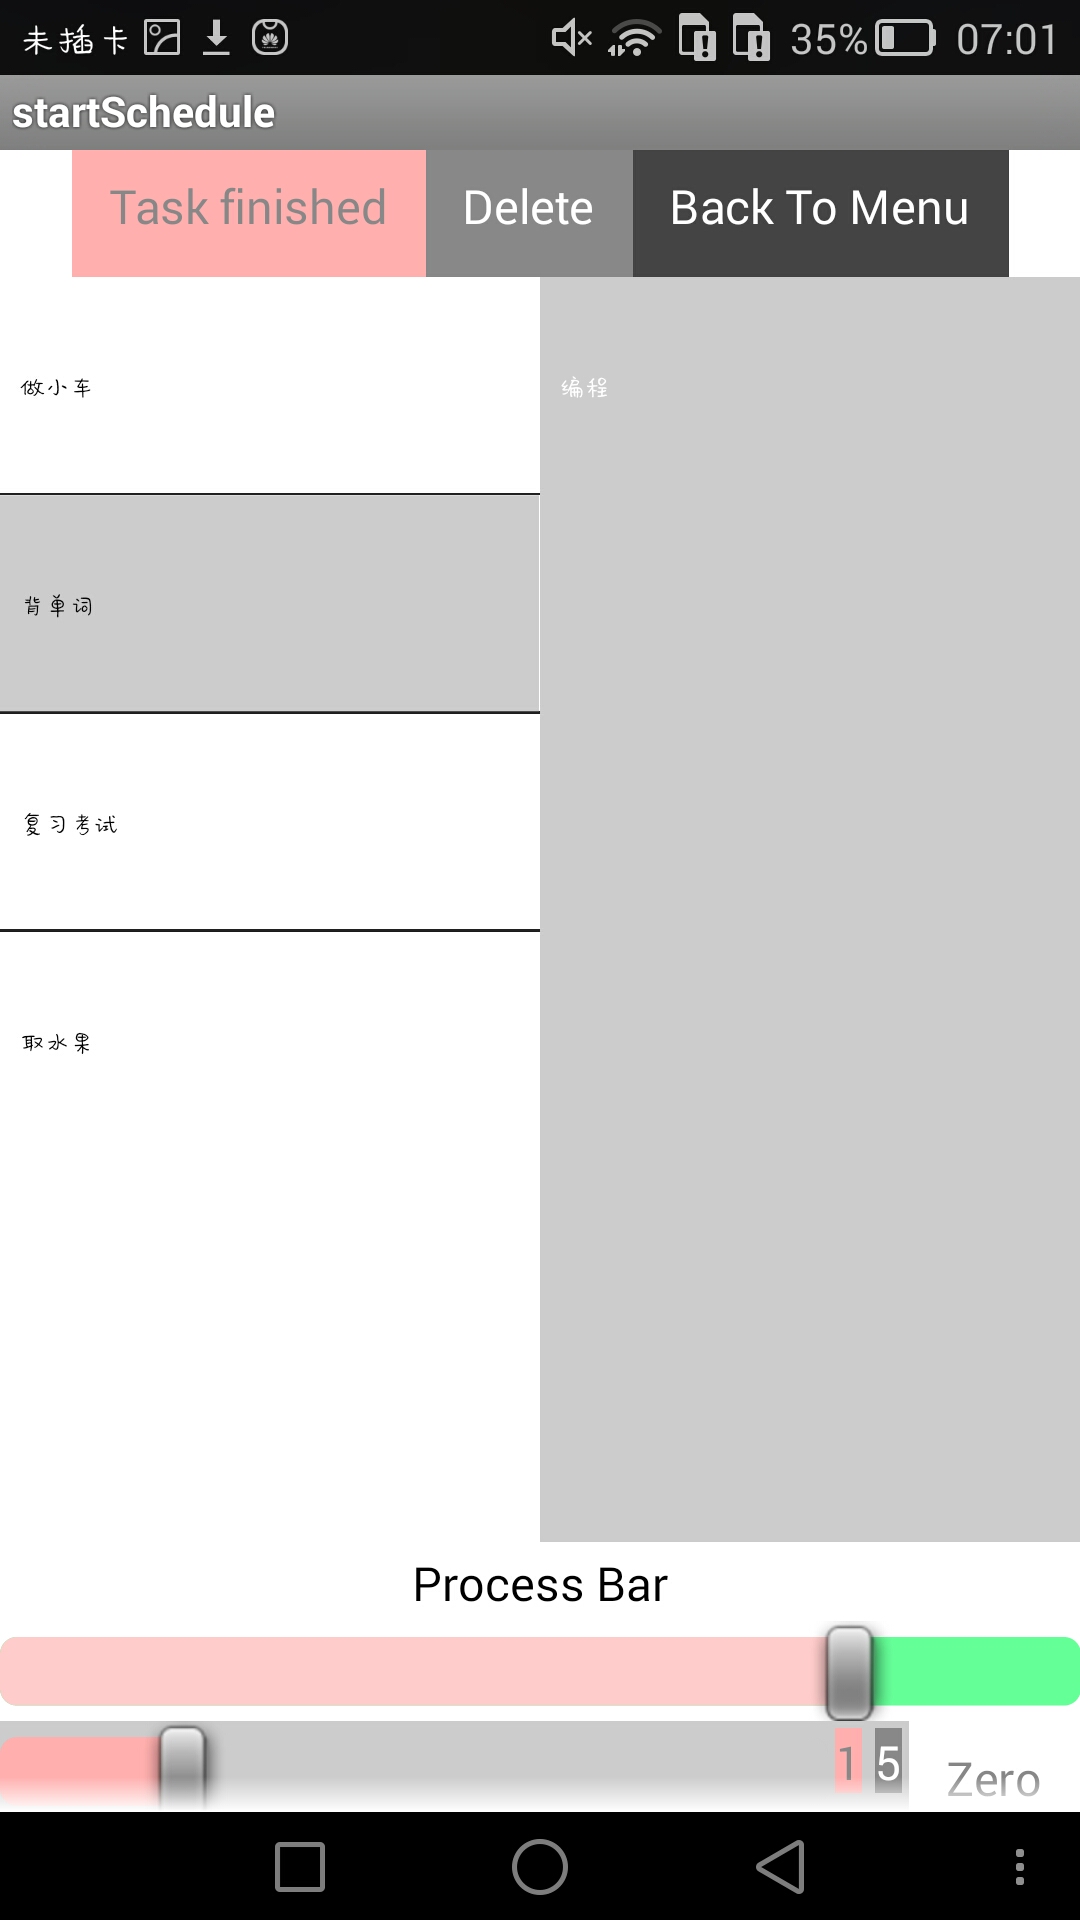 未插卡 35% 07:01
startSchedule
Task finished Delete Back To Menu
做小车 编程
背单词
复习考试
取水果
Process Bar
1 5 Zero